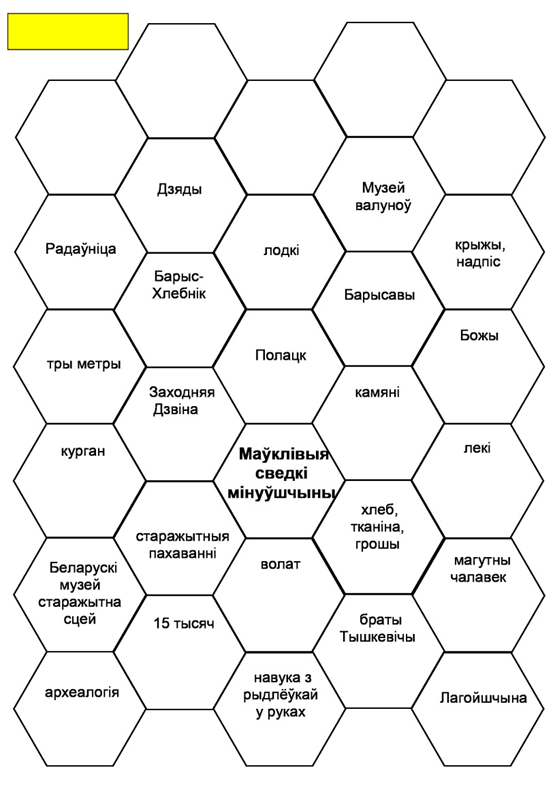 Дзяды
Музей
валуноў
Радаўніца
лодкі
крыжы,
надпіс
Барыс-
Хлебнік
Барысавы
Божы
тры метры
Полацк
Заходняя
Дзвіна
камяні
курган
Маўклівыя
сведкі
мінуўшчыны
лекі
хлеб,
тканіна,
грошы
старажытныя
пахаванні
Беларускі
музей
старажытна
сцей
волат
магутны
чалавек
15 тысяч
браты
Тышкевічы
археалогія
навука з
рыдлёўкай
у руках
Лагойшчына